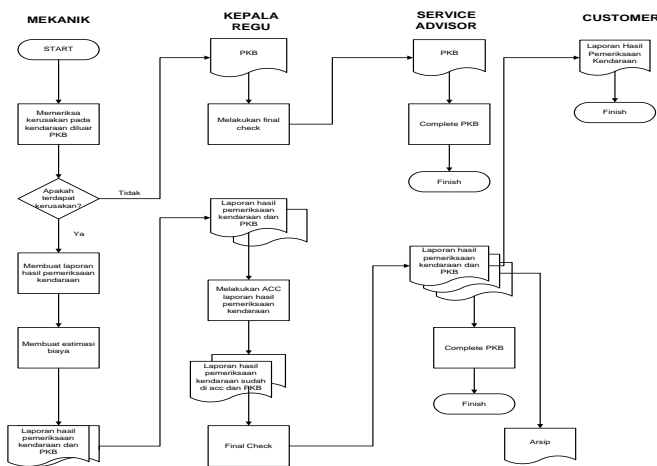 MEKANIK
START
Memeriksa
kerusakan pada
kendaraan diluar
PKB
Apakah
terdapat
kerusakan?
Tidak
Ya
Membuat laporan
hasil pemeriksaan
kendaraan
Membuat estimasi
biaya
Laporan hasil
pemeriksaan
kendaraan dan
PKB
KEPALA
REGU
PKB
Melakukan final
check
Laporan hasil
pemeriksaan
kendaraan dan
PKB
Melakukan ACC
laporan hasil
pemeriksaan
kendaraan
Laporan hasil
pemeriksaan
kendaraan sudah
di acc dan PKB
Final Check
SERVICE
ADVISOR
PKB
Complete PKB
Finish
Laporan hasil
pemeriksaan
kendaraan dan
PKB
Complete PKB
Finish
Arsip
CUSTOMER
Laporan Hasil
Pemeriksaan
Kendaraan
Finish